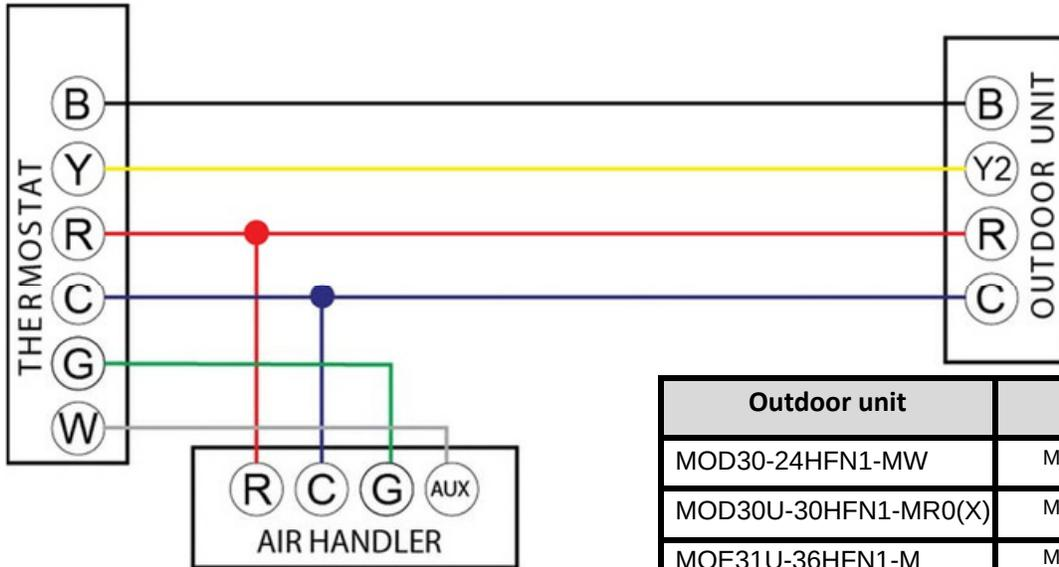 THERMOSTAT
B
Y
R
C
G
W
B
Y2
R
C
OUTDOOR UNIT
R C G AUX
AIR HANDLER
Outdoor unit
MOD30-24HFN1-MW M
MOD30U-30HFN1-MR0(X) M
MOE31U-36HFN1-M M